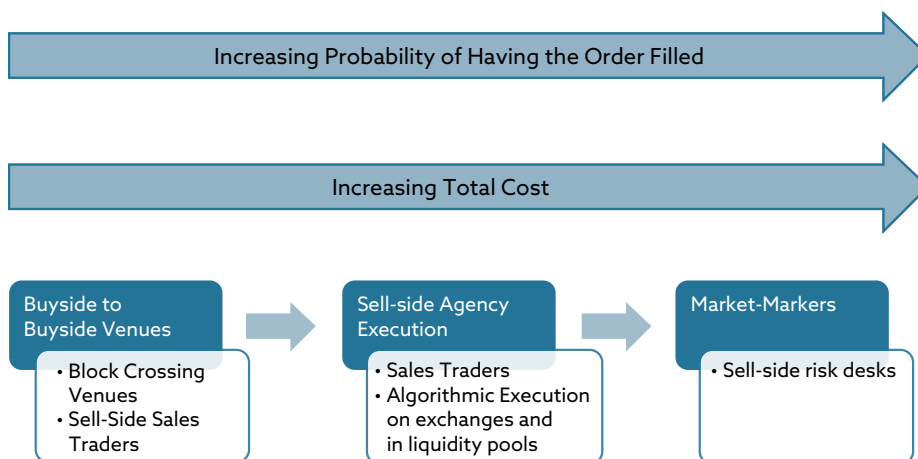 Increasing Probability of Having the Order Filled
Increasing Total Cost
Buyside to
Buyside Venues
• Block Crossing
Venues
• Sell-Side Sales
Traders
Sell-side Agency
Execution
• Sales Traders
• Algorithmic Execution
on exchanges and
in liquidity pools
Market-Markers
• Sell-side risk desks